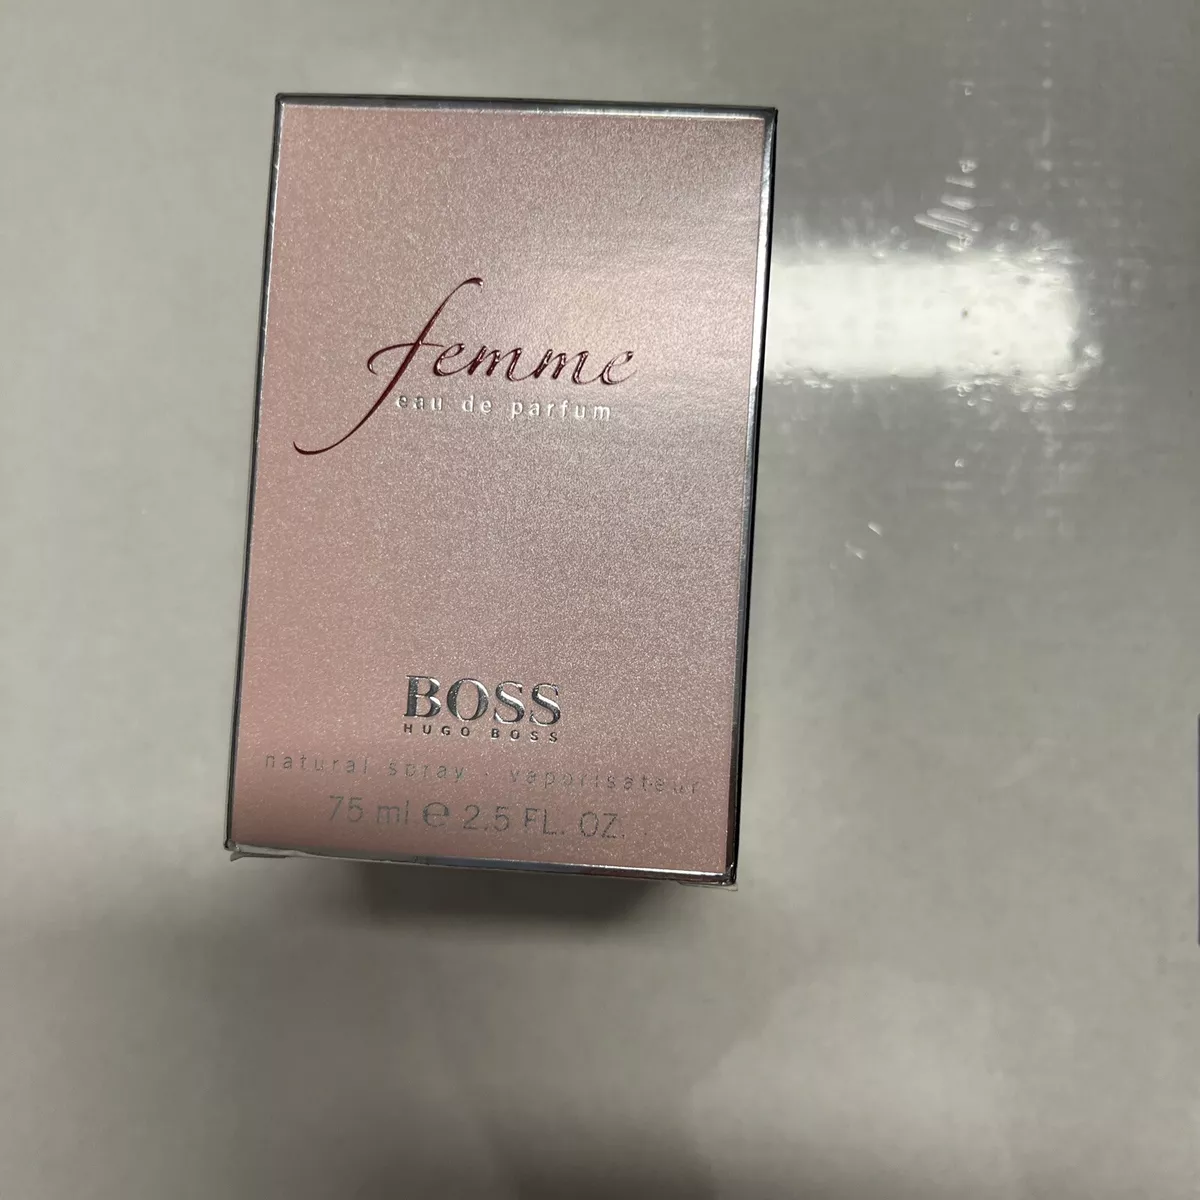 femme
eau de parfum
BOSS
HUGO BOSS
natural spray · vaporisateur
75 ml ℮ 2.5 FL. OZ.